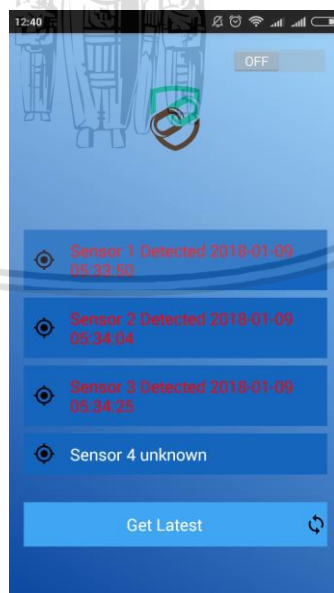 12:40
OFF
Sensor 1 Detected 2018-01-09
05:33:50
Sensor 2 Detected 2018-01-09
05:34:04
Sensor 3 Detected 2018-01-09
05:34:25
Sensor 4 unknown
Get Latest